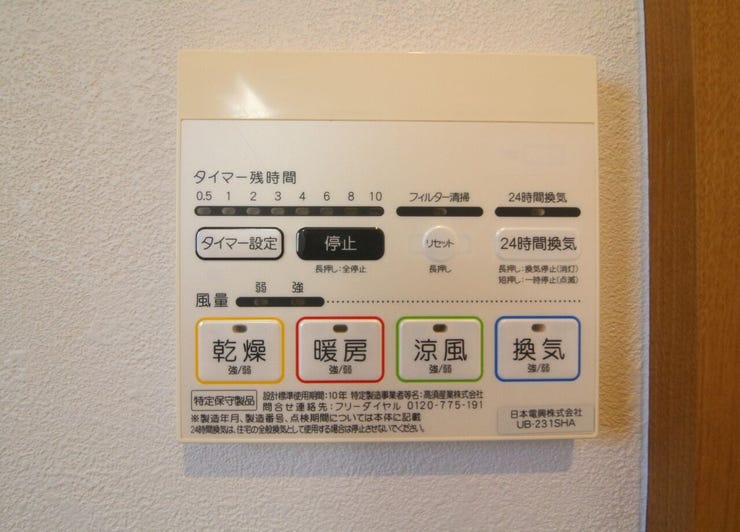 タイマー残時間
0.5 1 2 3 4 6 8 10
フィルター清掃
24時間換気
タイマー設定
停止
リセット
24時間換気
長押し:全停止
長押し
長押し:換気停止(消灯)
短押し:一時停止(点滅)
弱 強
風量
乾燥
強/弱
暖房
強/弱
涼風
強/弱
換気
強/弱
特定保守製品
設計標準使用期間:10年 特定製造事業者等名:高須産業株式会社
問合せ連絡先:フリーダイヤル 0120-775-191
※製造年月、製造番号、点検期間については本体に記載
24時間換気は、住宅の全般換気として使用する場合は停止させないでください。
日本電興株式会社
UB-231SHA